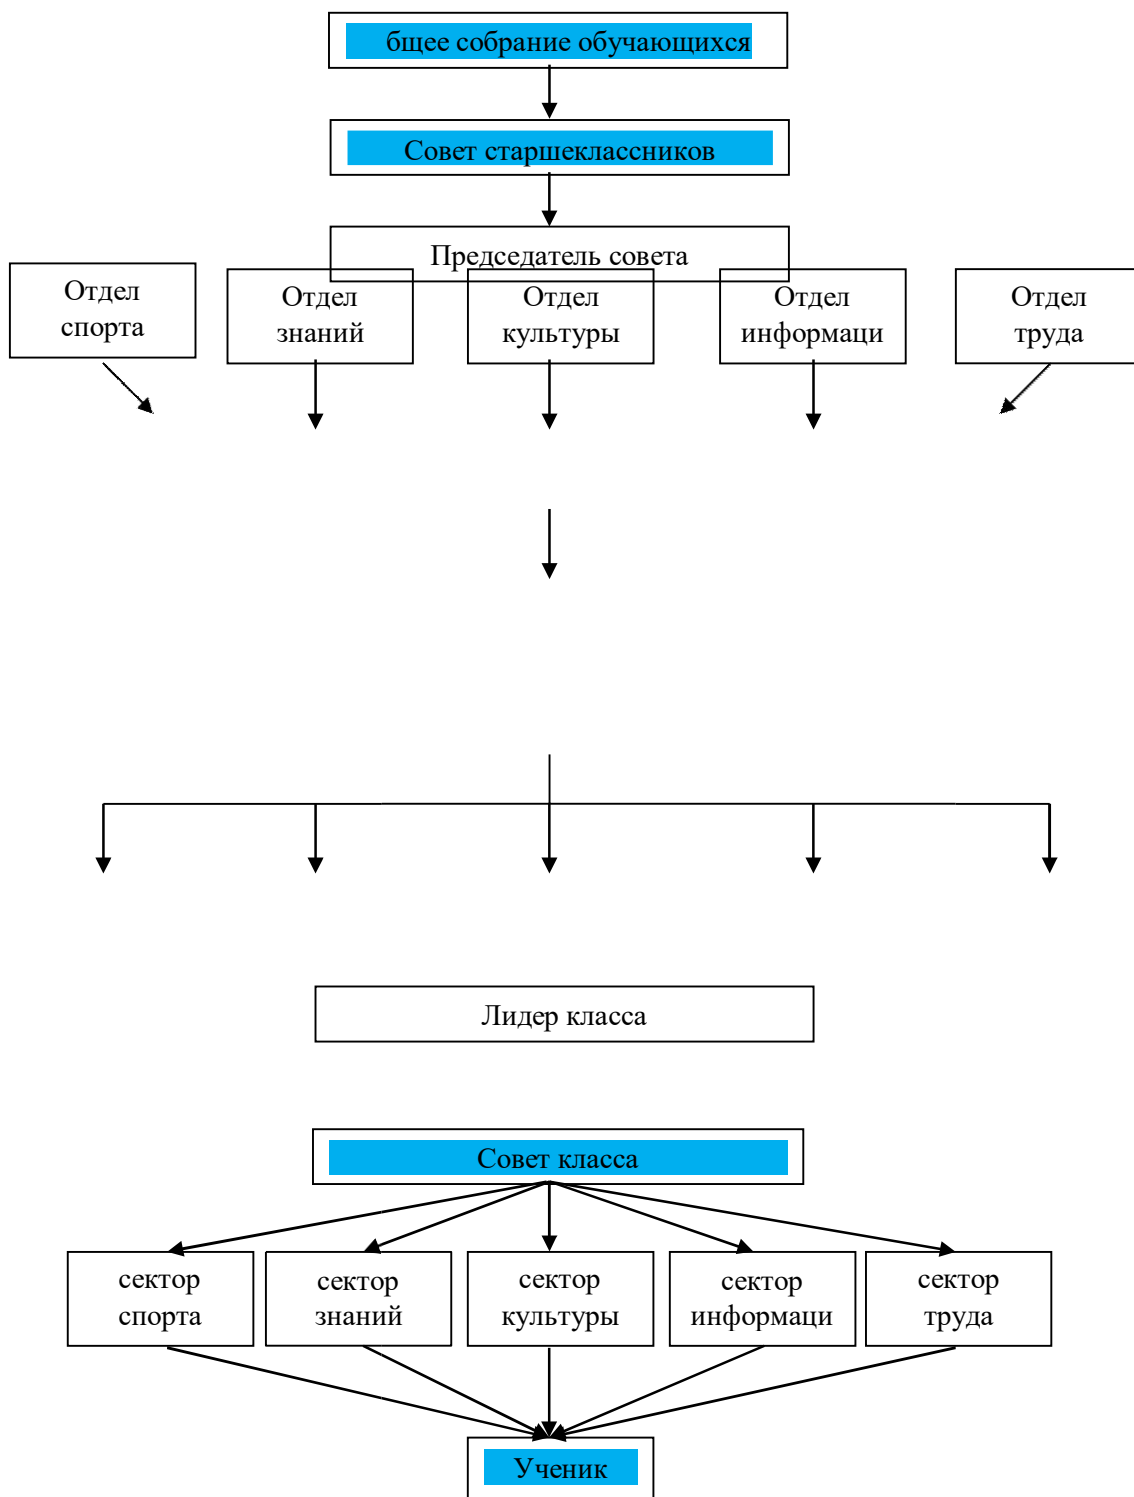 бщее собрание обучающихся
Совет старшеклассников
Председатель совета
Отдел
спорта
Отдел
знаний
Отдел
культуры
Отдел
информаци
Отдел
труда
Лидер класса
Совет класса
сектор
спорта
сектор
знаний
сектор
культуры
сектор
информаци
сектор
труда
Ученик